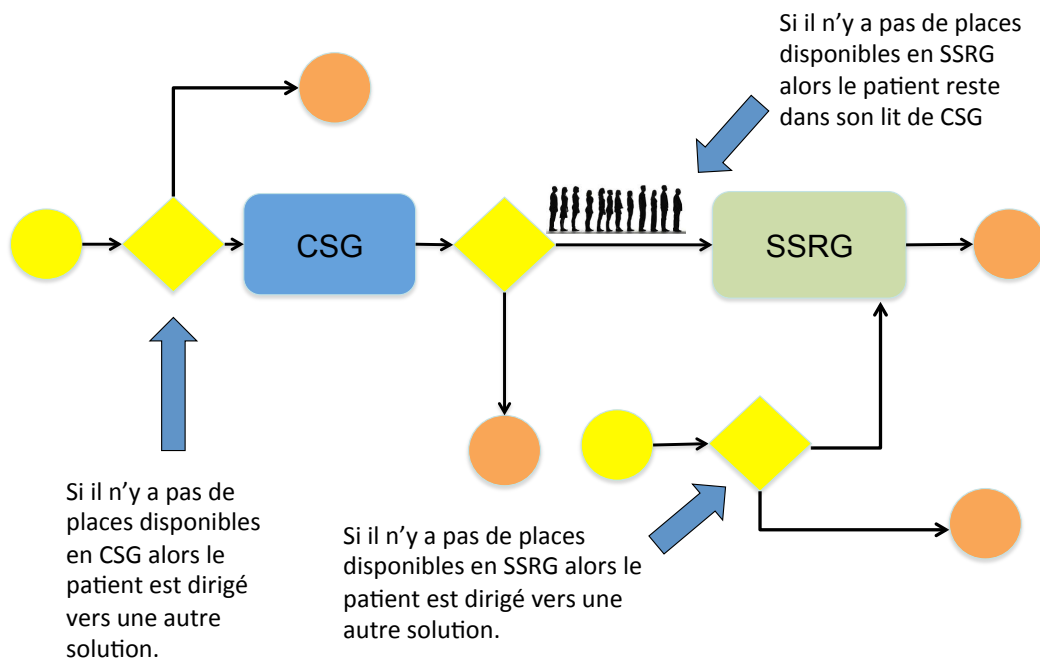 Si il n'y a pas de places
disponibles en SSRG
alors le patient reste
dans son lit de CSG
CSG
SSRG
Si il n'y a pas de
places disponibles
en CSG alors le
patient est dirigé
vers une autre
solution.
Si il n'y a pas de places
disponibles en SSRG alors le
patient est dirigé vers une
autre solution.